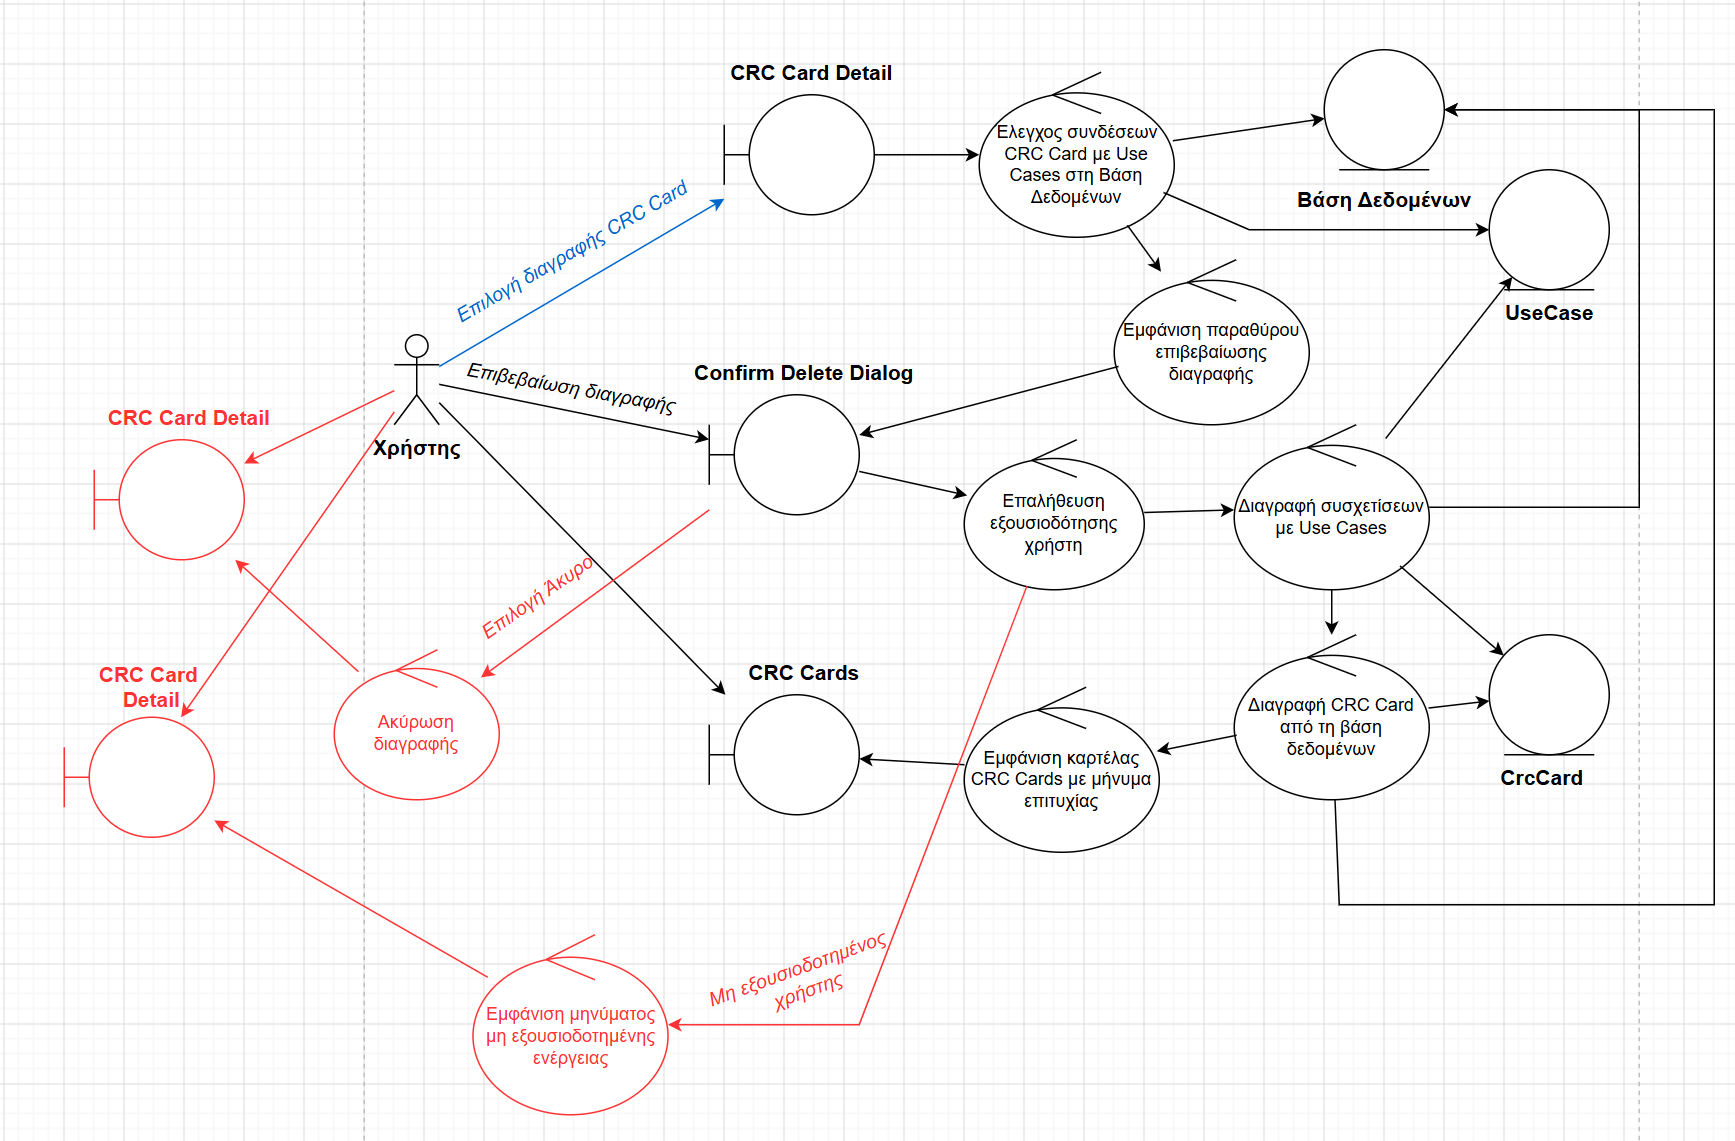 CRC Card Detail
Ελεγχος συνδέσεων
CRC Card με Use
Cases στη Βάση
Δεδομένων
Βάση Δεδομένων
UseCase
Επιλογή διαγραφής CRC Card
Εμφάνιση παραθύρου
επιβεβαίωσης
διαγραφής
Επιβεβαίωση διαγραφής
Confirm Delete Dialog
CRC Card Detail
Χρήστης
Επαλήθευση
εξουσιοδότησης
χρήστη
Διαγραφή συσχετίσεων
με Use Cases
Επιλογή Άκυρο
CRC Card
Detail
CRC Cards
Ακύρωση
διαγραφής
Εμφάνιση καρτέλας
CRC Cards με μήνυμα
επιτυχίας
Διαγραφή CRC Card
από τη βάση
δεδομένων
CrcCard
Μη εξουσιοδοτημένος
χρήστης
Εμφάνιση μηνύματος
μη εξουσιοδοτημένης
ενέργειας